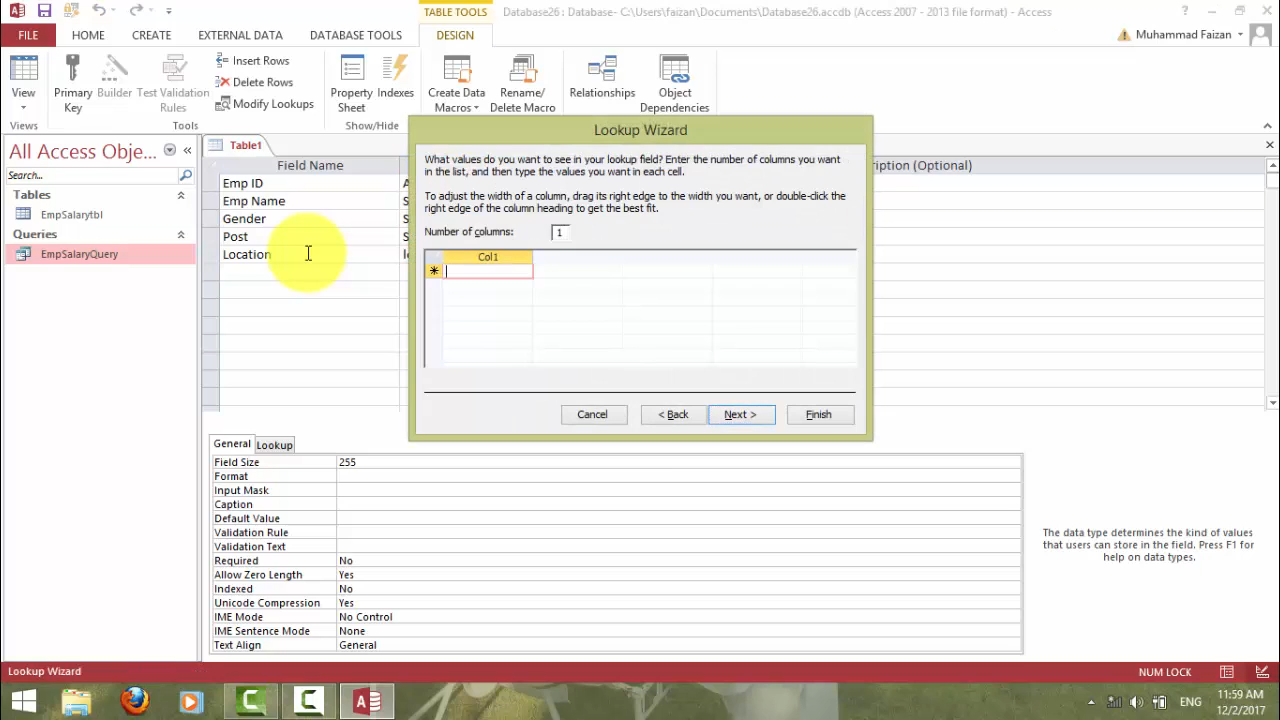 TABLE TOOLS
Database26 : Database- C:\Users\faizan\Documents\Database26.accdb (Access 2007 - 2013 file format) - Access
?
FILE
HOME
CREATE
EXTERNAL DATA
DATABASE TOOLS
DESIGN
Muhammad Faizan
View
Primary Key
Builder
Test Validation Rules
Insert Rows
Delete Rows
Modify Lookups
Property Sheet
Indexes
Create Data Macros
Rename/ Delete Macro
Relationships
Object Dependencies
Views
Tools
Show/Hide
All Access Obje...
Search...
Tables
EmpSalarytbl
Queries
EmpSalaryQuery
Table1
Field Name
ription (Optional)
Emp ID
Emp Name
Gender
Post
Location
Lookup Wizard
What values do you want to see in your lookup field? Enter the number of columns you want
in the list, and then type the values you want in each cell.
To adjust the width of a column, drag its right edge to the width you want, or double-click the
right edge of the column heading to get the best fit.
Number of columns: 1
Col1
Cancel
< Back
Next >
Finish
General
Lookup
Field Size 255
Format
Input Mask
Caption
Default Value
Validation Rule
Validation Text
Required No
Allow Zero Length Yes
Indexed No
Unicode Compression Yes
IME Mode No Control
IME Sentence Mode None
Text Align General
The data type determines the kind of values
that users can store in the field. Press F1 for
help on data types.
Lookup Wizard
NUM LOCK
ENG
11:59 AM
12/2/2017